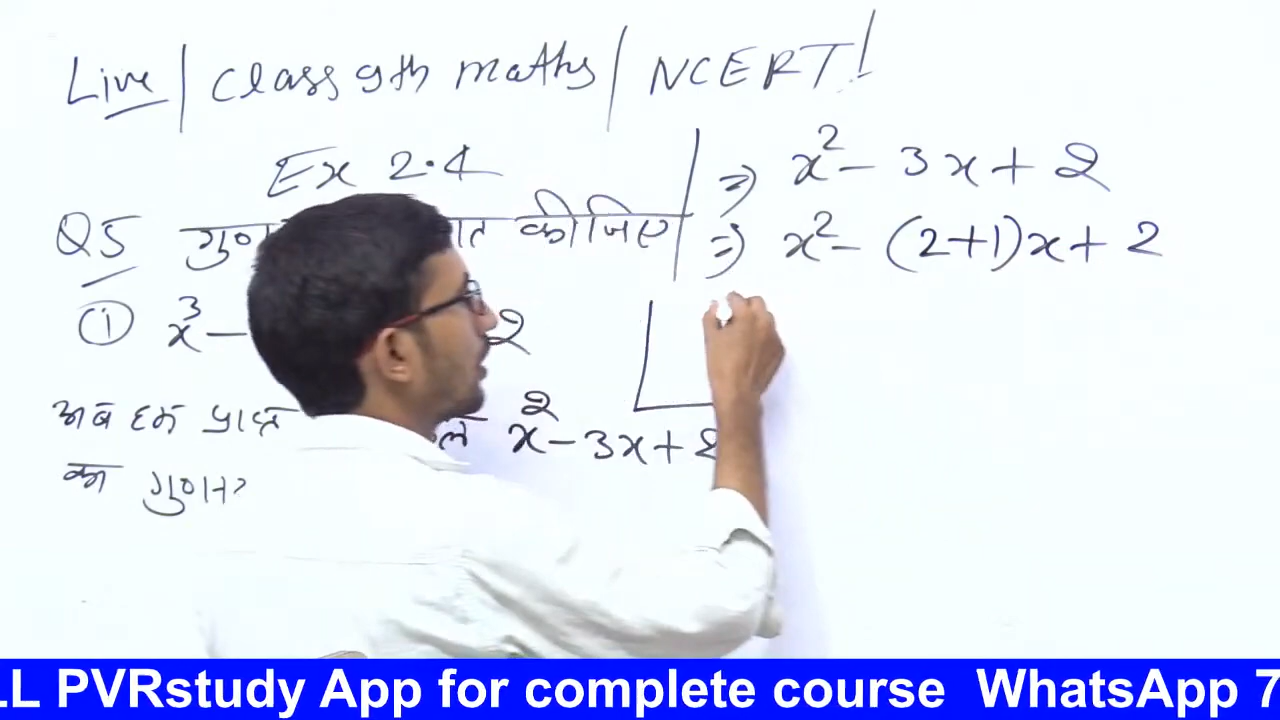 Live | Class 9th maths | NCERT!
Ex 2.4
Q5 कीजिए
① x³ – 2
अब हम प्राप्त x² – 3x + 2
का
⇒ x² – 3x + 2
⇒ x² – (2+1)x + 2
LL PVRstudy App for complete course WhatsApp 7